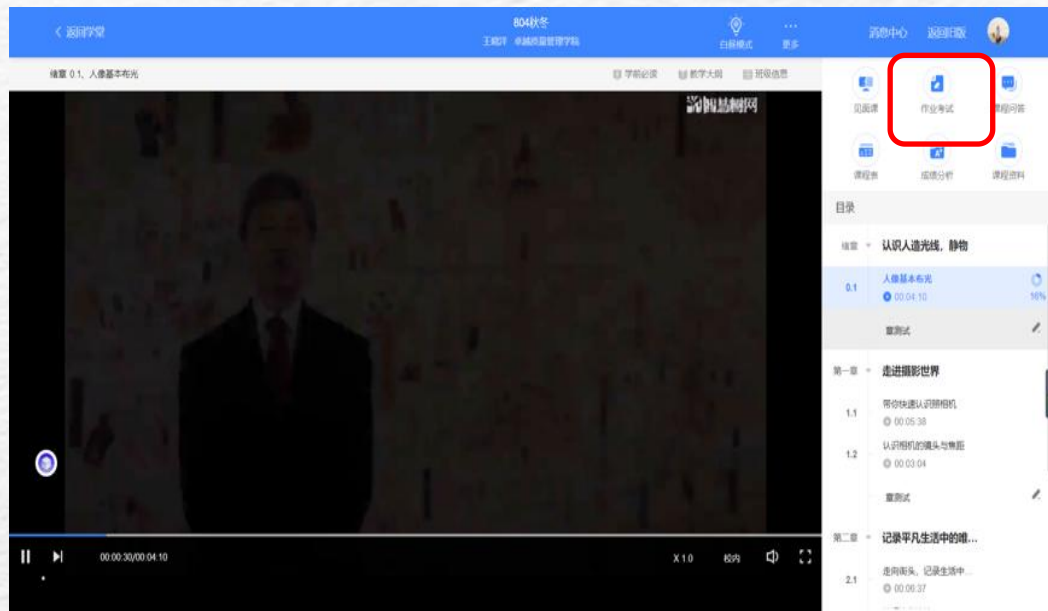 < 返回学堂
804秋冬
王晓洋 卓越质量管理学院
白昼模式
更多
消息中心
返回旧版
绪章 0.1、人像基本布光
学前必读
教学大纲
班级信息
智慧树网
见面课
作业考试
课程问答
课程表
成绩分析
课程资料
目录
绪章
认识人造光线，静物
0.1
人像基本布光
00:04:10
16%
章测试
第一章
走进摄影世界
1.1
带你快速认识照相机
00:05:38
1.2
认识相机的镜头与焦距
00:03:04
章测试
第二章
记录平凡生活中的唯...
2.1
走向街头，记录生活中...
00:06:37
00:00:30/00:04:10
X 1.0
校内